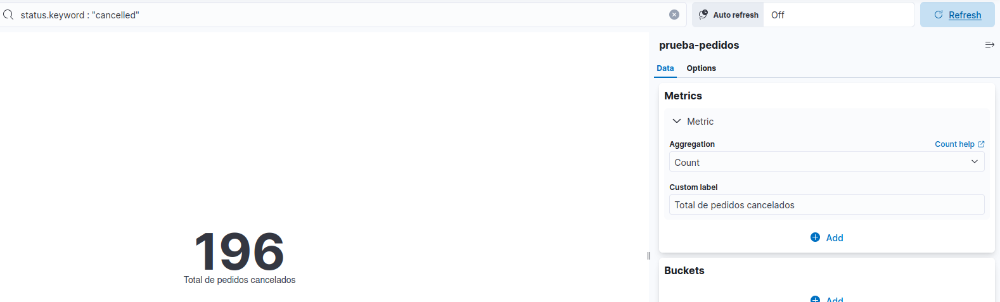 status.keyword : "cancelled"
Auto refresh
Off
Refresh
prueba-pedidos
Data
Options
Metrics
Metric
Aggregation
Count help
Count
Custom label
Total de pedidos cancelados
Add
196
Total de pedidos cancelados
Buckets
Add